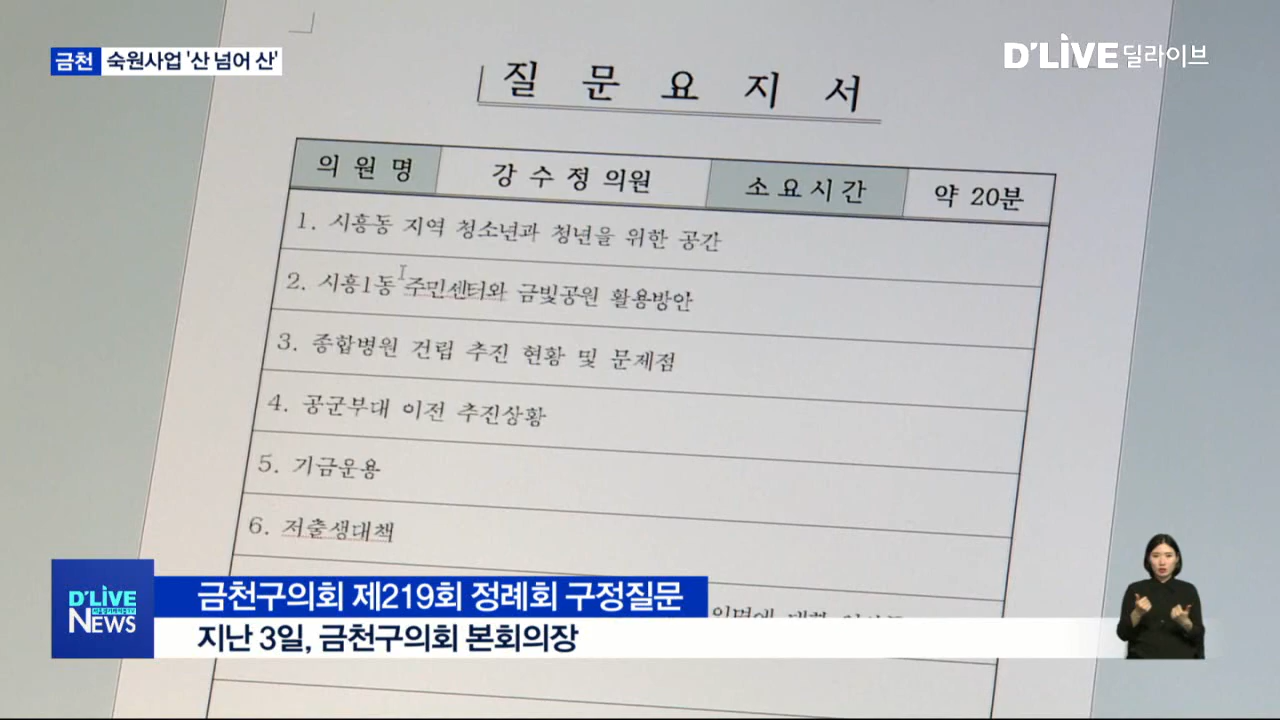 금천 숙원사업 '산 넘어 산'
D'LIVE 딜라이브
질 문 요 지 서
의 원 명 강 수 정 의원 소 요 시 간 약 20분
1. 시흥동 지역 청소년과 청년을 위한 공간
2. 시흥1동 주민센터와 금빛공원 활용방안
3. 종합병원 건립 추진 현황 및 문제점
4. 공군부대 이전 추진상황
5. 기금운용
6. 저출생대책
D'LIVE
NEWS
금천구의회 제219회 정례회 구정질문
지난 3일, 금천구의회 본회의장